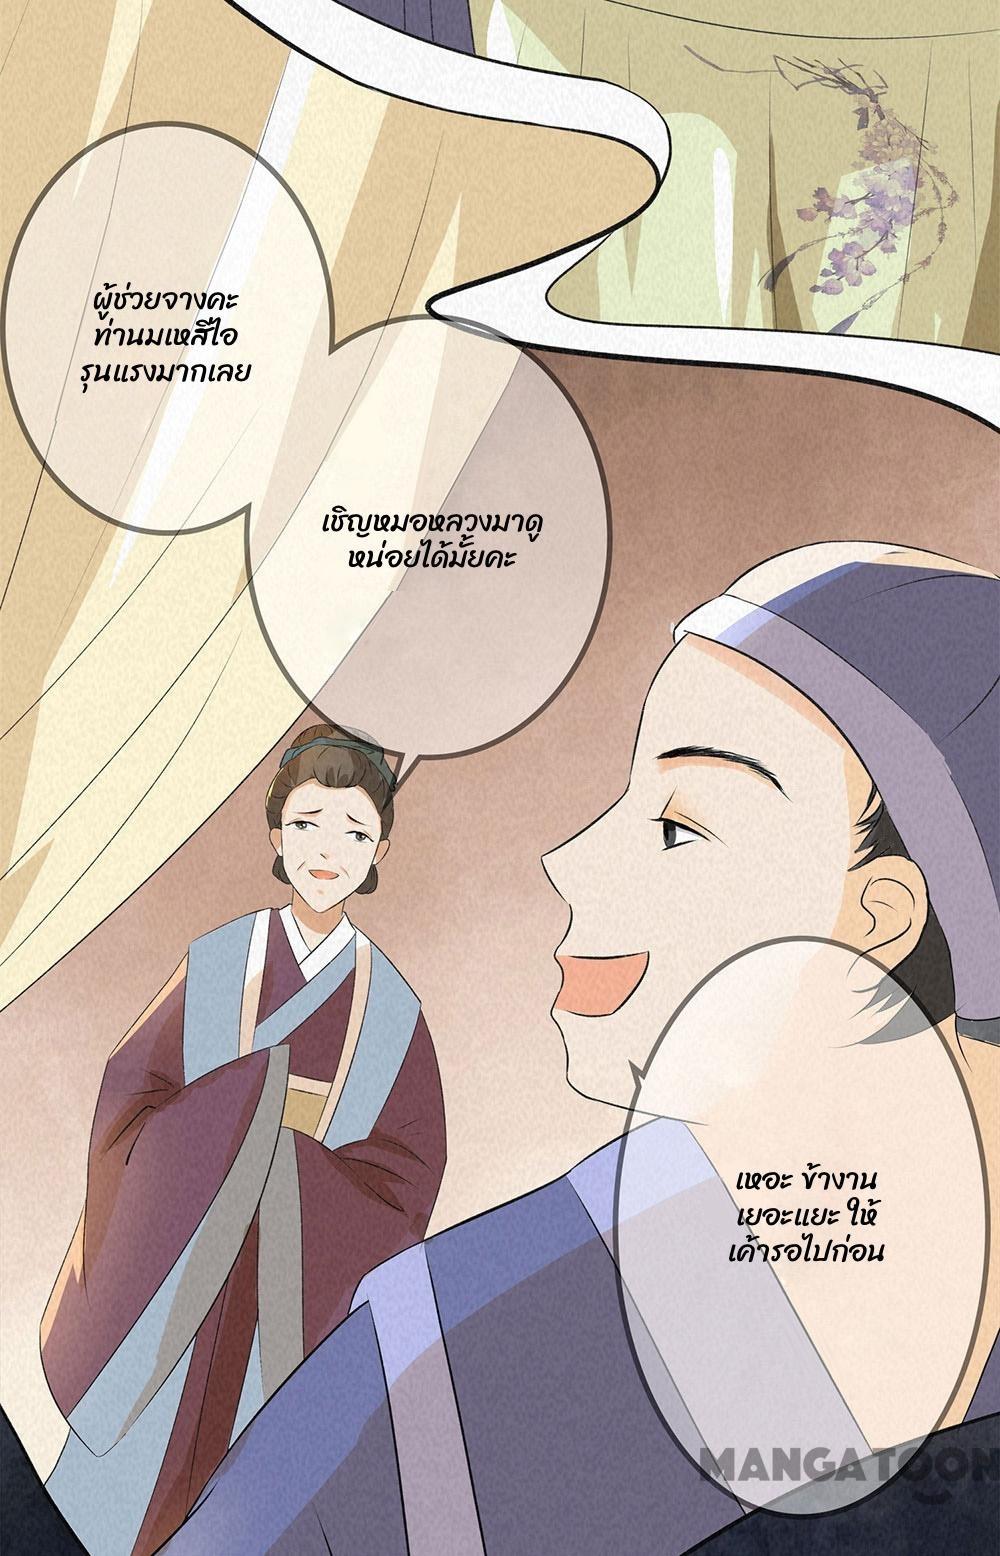 ผู้ช่วยจางคะ
ท่านมเหสีไอ
รุนแรงมากเลย
เชิญหมอหลวงมาดู
หน่อยได้มั้ยคะ
เหอะ ข้างาน
เยอะแยะ ให้
เค้ารอไปก่อน
MANGATOON